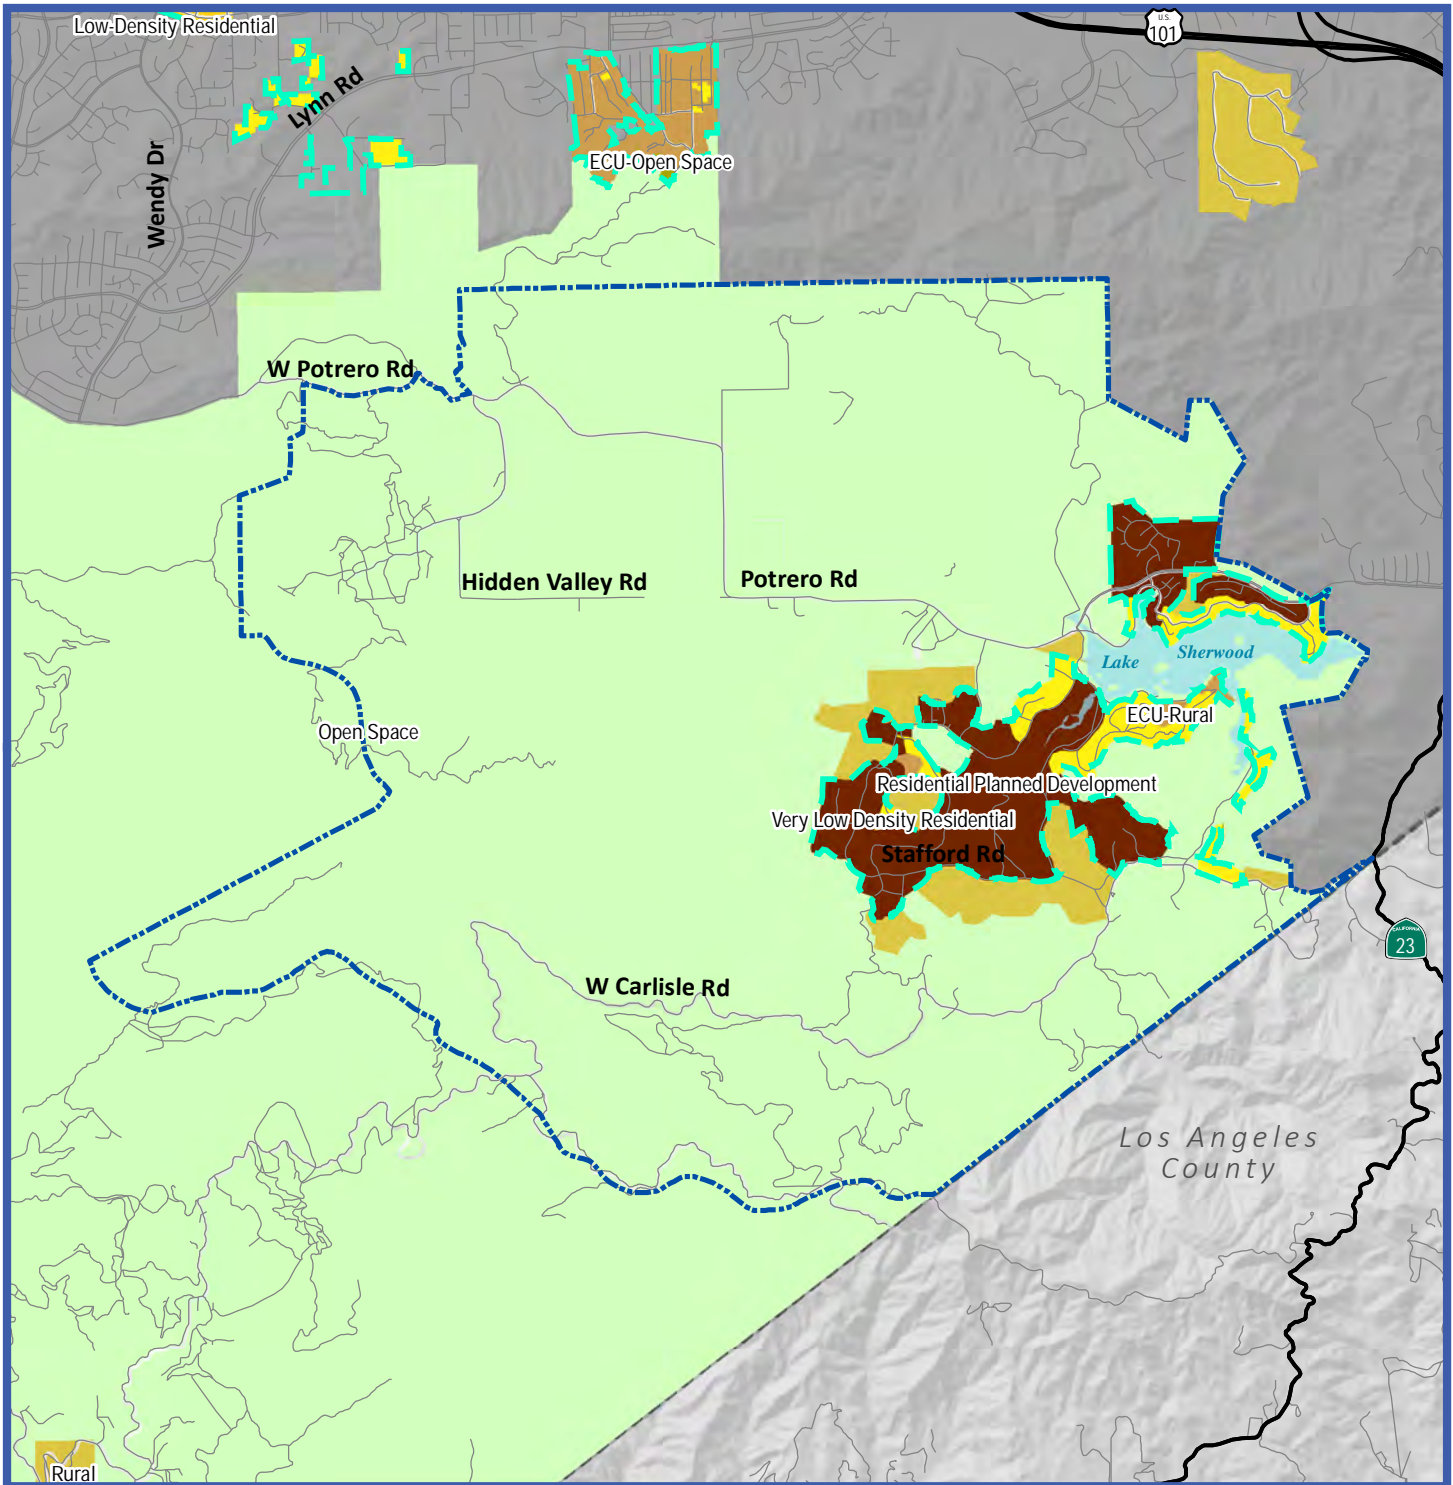 Low-Density Residential
U.S.
101
Lynn Rd
Wendy Dr
ECU-Open Space
W Potrero Rd
Hidden Valley Rd
Potrero Rd
Lake Sherwood
ECU-Rural
Open Space
Residential Planned Development
Very Low Density Residential
Stafford Rd
CALIFORNIA
23
W Carlisle Rd
Los Angeles
County
Rural